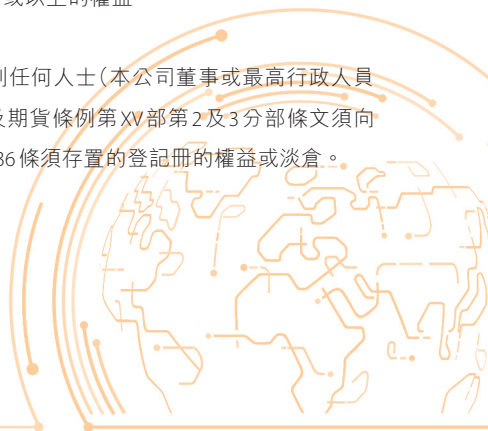 或以上的權益
任何人士（本公司董事或最高行政人員
期貨條例第XV部第2及3分部條文須向
36條須存置的登記冊的權益或淡倉。